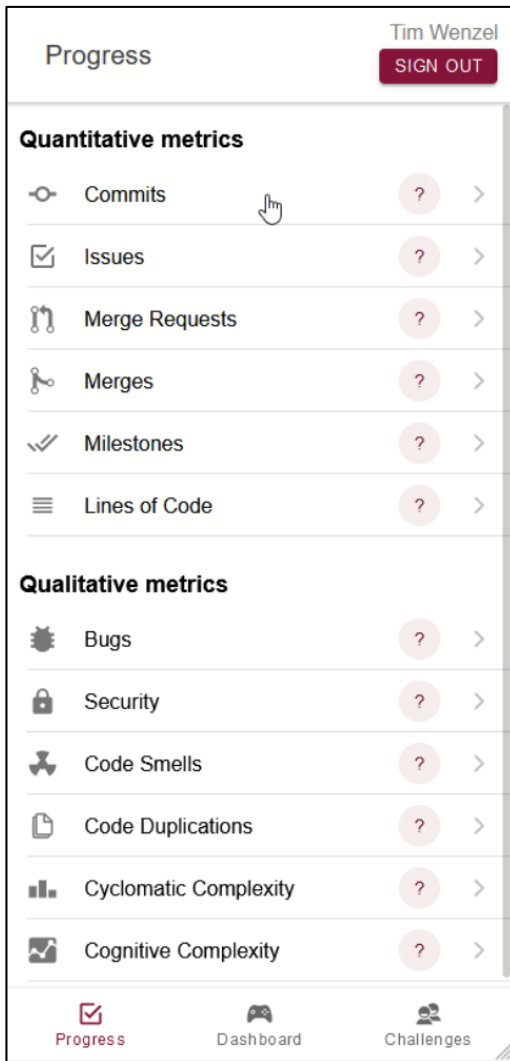 Progress
Tim Wenzel
SIGN OUT
Quantitative metrics
Commits ?
Issues ?
Merge Requests ?
Merges ?
Milestones ?
Lines of Code ?
Qualitative metrics
Bugs ?
Security ?
Code Smells ?
Code Duplications ?
Cyclomatic Complexity ?
Cognitive Complexity ?
Progress Dashboard Challenges